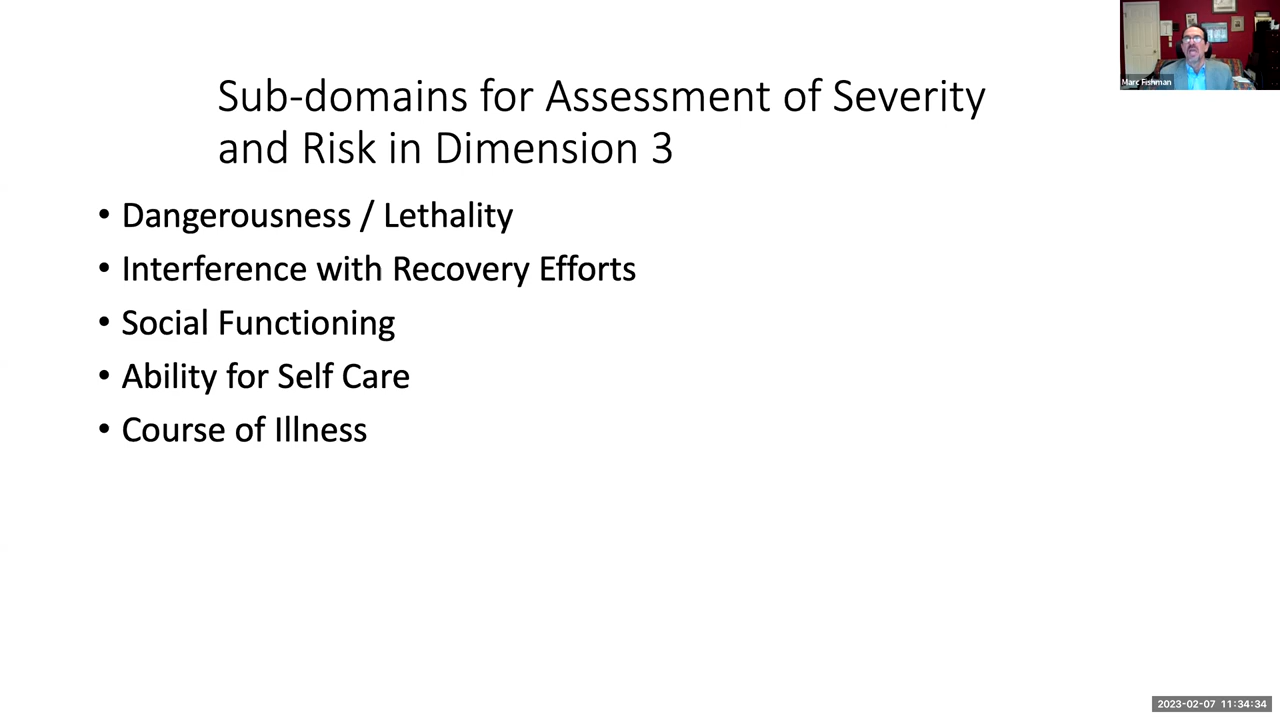 Sub-domains for Assessment of Severity
and Risk in Dimension 3
• Dangerousness / Lethality
• Interference with Recovery Efforts
• Social Functioning
• Ability for Self Care
• Course of Illness
Marc Fishman
2023-02-07 11:34:34